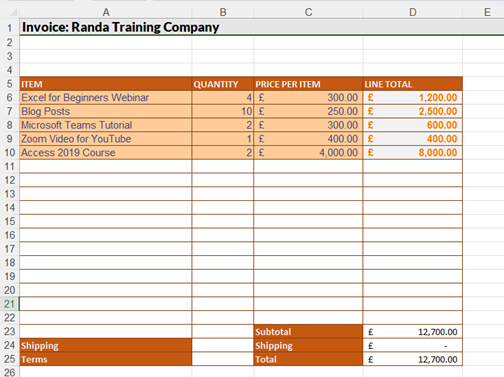 A B C D E
1 Invoice: Randa Training Company
2
3
4
5 ITEM QUANTITY PRICE PER ITEM LINE TOTAL
6 Excel for Beginners Webinar 4 £ 300.00 £ 1,200.00
7 Blog Posts 10 £ 250.00 £ 2,500.00
8 Microsoft Teams Tutorial 2 £ 300.00 £ 600.00
9 Zoom Video for YouTube 1 £ 400.00 £ 400.00
10 Access 2019 Course 2 £ 4,000.00 £ 8,000.00
11
12
13
14
15
16
17
18
19
20
21
22
23 Subtotal £ 12,700.00
24 Shipping Shipping £ -
25 Terms Total £ 12,700.00
26